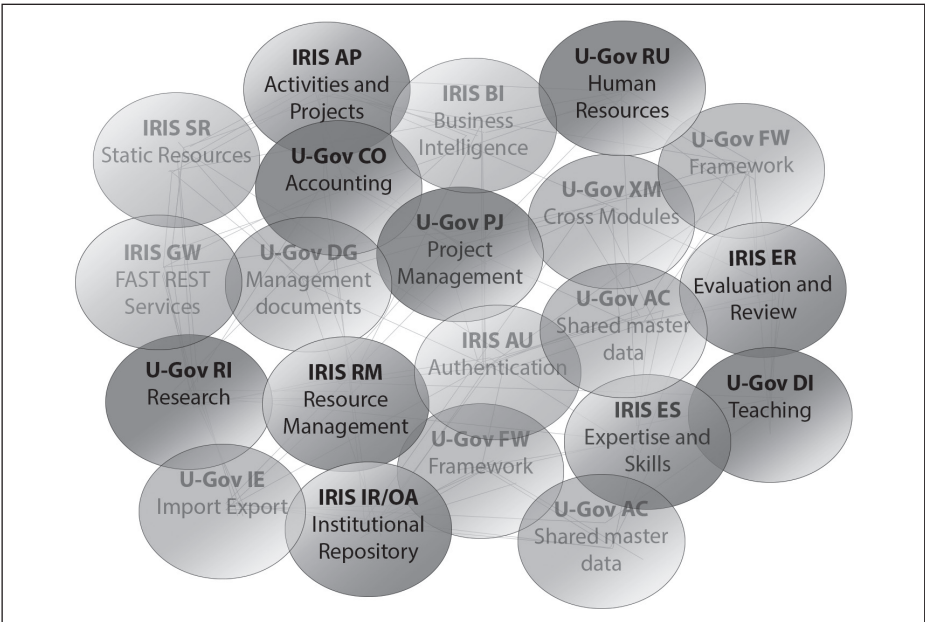 IRIS AP
Activities and
Projects
IRIS BI
Business
Intelligence
U-Gov RU
Human
Resources
IRIS SR
Static Resources
U-Gov CO
Accounting
U-Gov FW
Framework
U-Gov XM
Cross Modules
U-Gov PJ
Project
Management
IRIS GW
FAST REST
Services
U-Gov DG
Management
documents
IRIS ER
Evaluation and
Review
U-Gov AC
Shared master
data
IRIS AU
Authentication
U-Gov RI
Research
IRIS RM
Resource
Management
U-Gov DI
Teaching
IRIS ES
Expertise and
Skills
U-Gov FW
Framework
U-Gov IE
Import Export
IRIS IR/OA
Institutional
Repository
U-Gov AC
Shared master
data